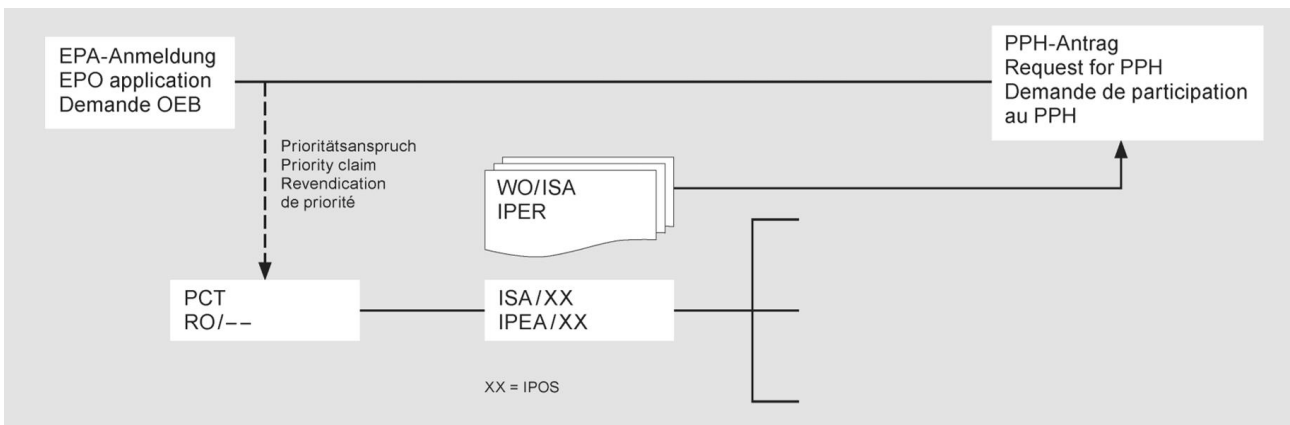 EPA-Anmeldung
EPO application
Demande OEB
PPH-Antrag
Request for PPH
Demande de participation
au PPH
Prioritätsanspruch
Priority claim
Revendication
de priorité
WO/ISA
IPER
PCT
RO/--
ISA/XX
IPEA/XX
XX = IPOS